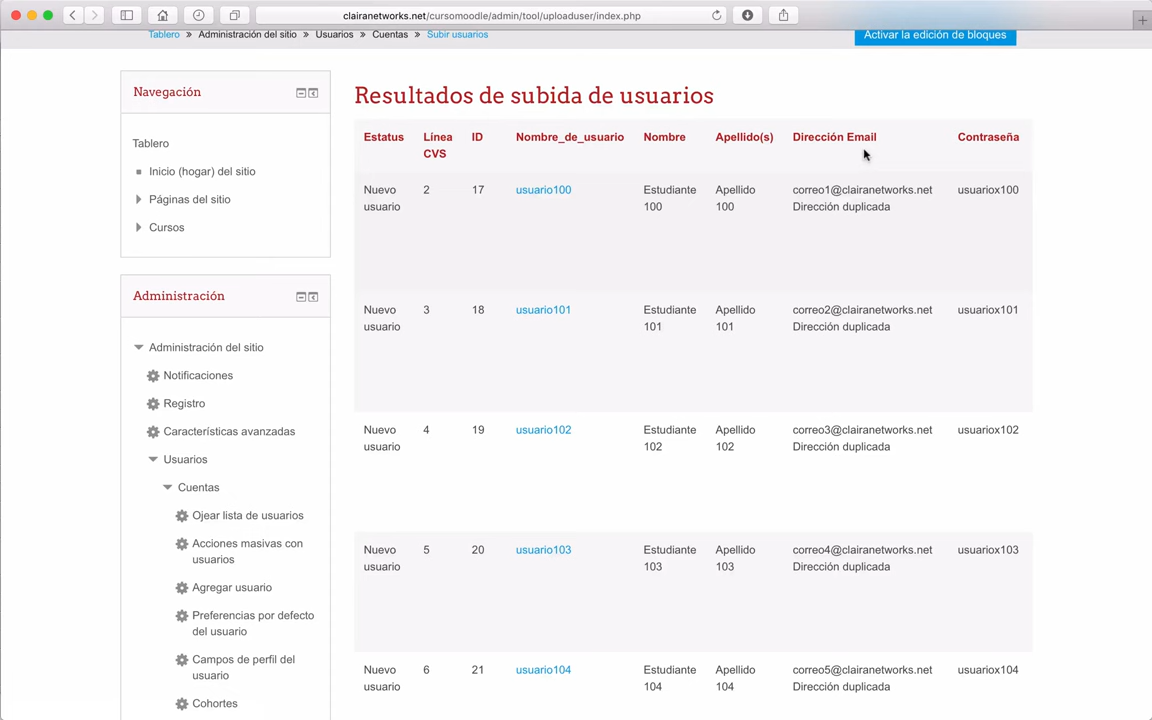 clairanetworks.net/cursomoodle/admin/tool/uploaduser/index.php
Tablero » Administración del sitio » Usuarios » Cuentas » Subir usuarios
Activar la edición de bloques
Navegación
Tablero
Inicio (hogar) del sitio
Páginas del sitio
Cursos
Administración
Administración del sitio
Notificaciones
Registro
Características avanzadas
Usuarios
Cuentas
Ojear lista de usuarios
Acciones masivas con
usuarios
Agregar usuario
Preferencias por defecto
del usuario
Campos de perfil del
usuario
Cohortes
Resultados de subida de usuarios
Estatus Línea ID Nombre_de_usuario Nombre Apellido(s) Dirección Email Contraseña
CVS
Nuevo 2 17 usuario100 Estudiante Apellido correo1@clairanetworks.net usuariox100
usuario 100 100 Dirección duplicada
Nuevo 3 18 usuario101 Estudiante Apellido correo2@clairanetworks.net usuariox101
usuario 101 101 Dirección duplicada
Nuevo 4 19 usuario102 Estudiante Apellido correo3@clairanetworks.net usuariox102
usuario 102 102 Dirección duplicada
Nuevo 5 20 usuario103 Estudiante Apellido correo4@clairanetworks.net usuariox103
usuario 103 103 Dirección duplicada
Nuevo 6 21 usuario104 Estudiante Apellido correo5@clairanetworks.net usuariox104
usuario 104 104 Dirección duplicada